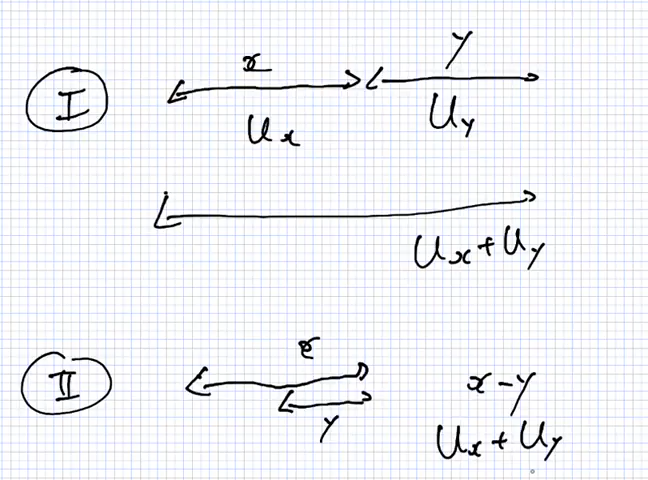 x y
I
Ux Uy
Ux + Uy
x
II x - y
y
Ux + Uy